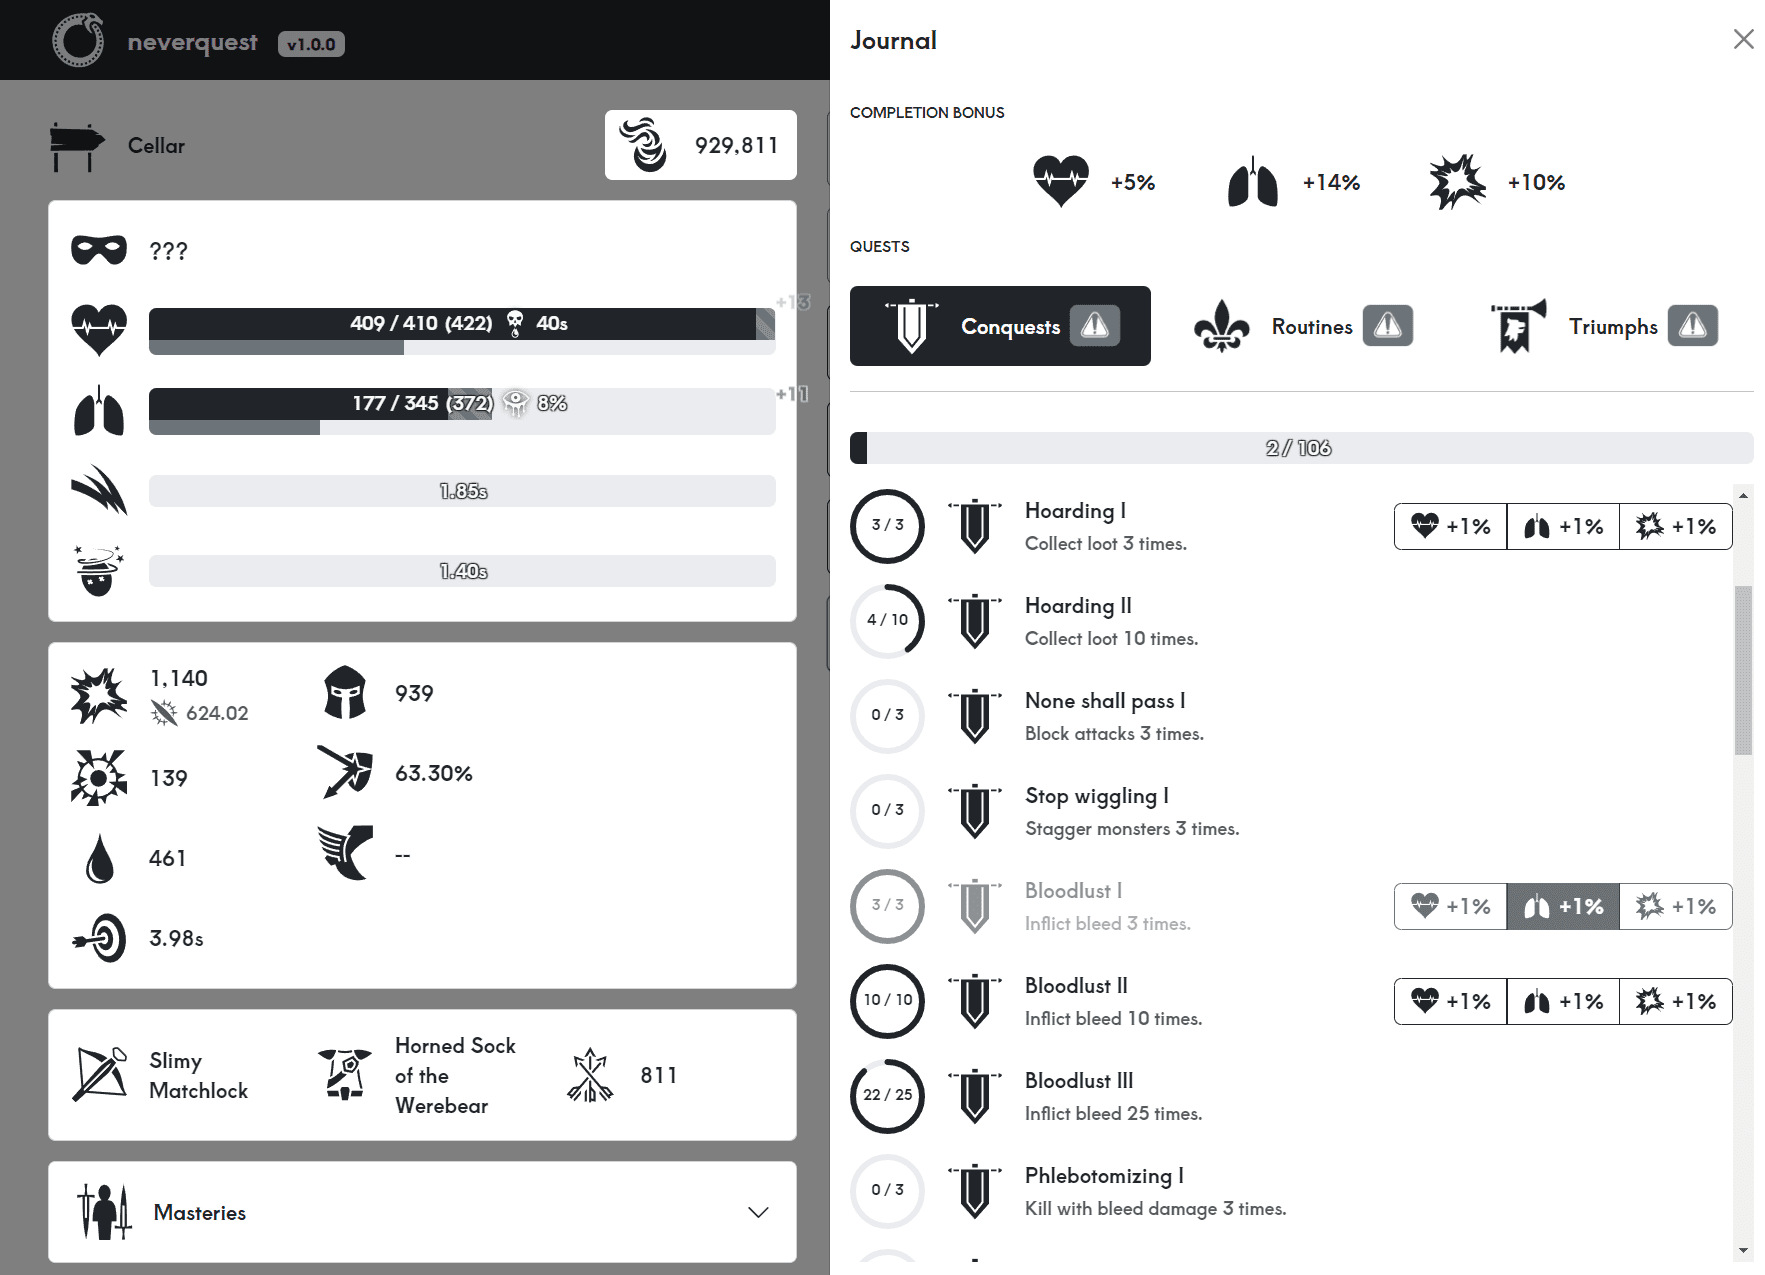 neverquest v1.0.0
Cellar
929,811
???
409 / 410 (422) 40s
+13
177 / 345 (372) 8%
+11
1.85s
1.40s
1,140
624.02
939
139
63.30%
461
--
3.98s
Slimy
Matchlock
Horned Sock
of the
Werebear
811
Masteries
Journal
COMPLETION BONUS
+5% +14% +10%
QUESTS
Conquests Routines Triumphs
2 / 106
3 / 3
Hoarding I
Collect loot 3 times.
+1% +1% +1%
4 / 10
Hoarding II
Collect loot 10 times.
0 / 3
None shall pass I
Block attacks 3 times.
0 / 3
Stop wiggling I
Stagger monsters 3 times.
3 / 3
Bloodlust I
Inflict bleed 3 times.
+1% +1% +1%
10 / 10
Bloodlust II
Inflict bleed 10 times.
+1% +1% +1%
22 / 25
Bloodlust III
Inflict bleed 25 times.
0 / 3
Phlebotomizing I
Kill with bleed damage 3 times.